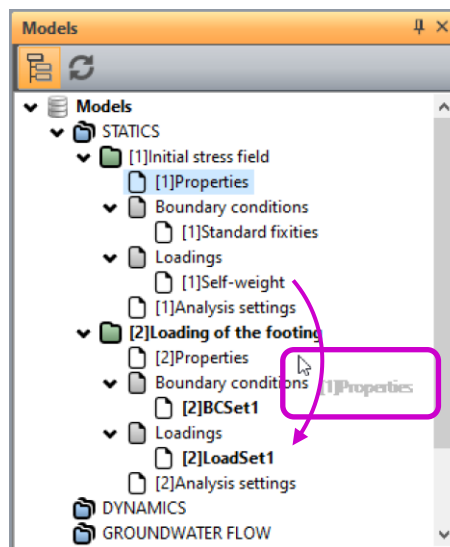 Models
Models
STATICS
[1]Initial stress field
[1]Properties
Boundary conditions
[1]Standard fixities
Loadings
[1]Self-weight
[1]Analysis settings
[2]Loading of the footing
[2]Properties
Boundary conditions [1]Properties
[2]BCSet1
Loadings
[2]LoadSet1
[2]Analysis settings
DYNAMICS
GROUNDWATER FLOW